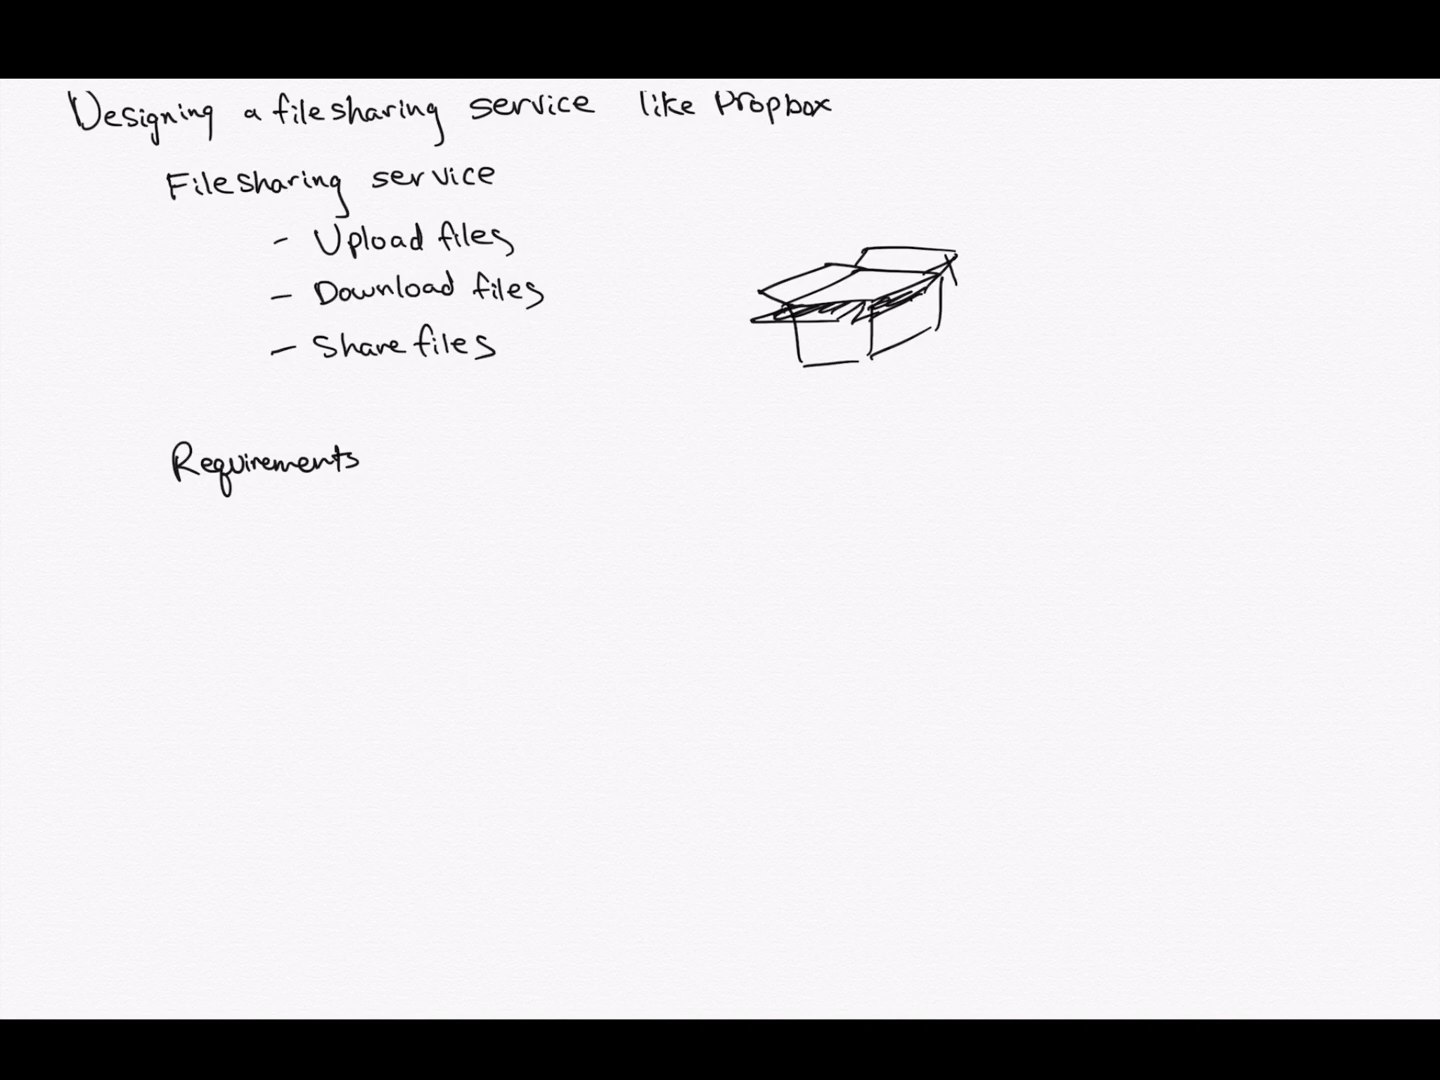 Designing a filesharing service like Dropbox
Filesharing service
- Upload files
- Download files
- Share files
Requirements